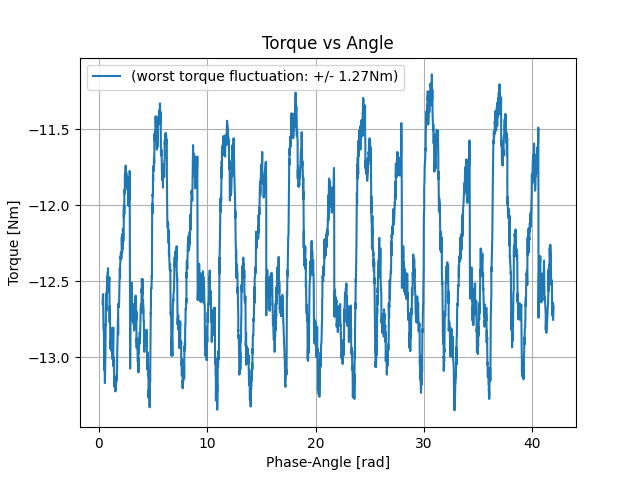 Torque vs Angle
(worst torque fluctuation: +/- 1.27Nm)
Torque [Nm]
−11.5
−12.0
−12.5
−13.0
0 10 20 30 40
Phase-Angle [rad]